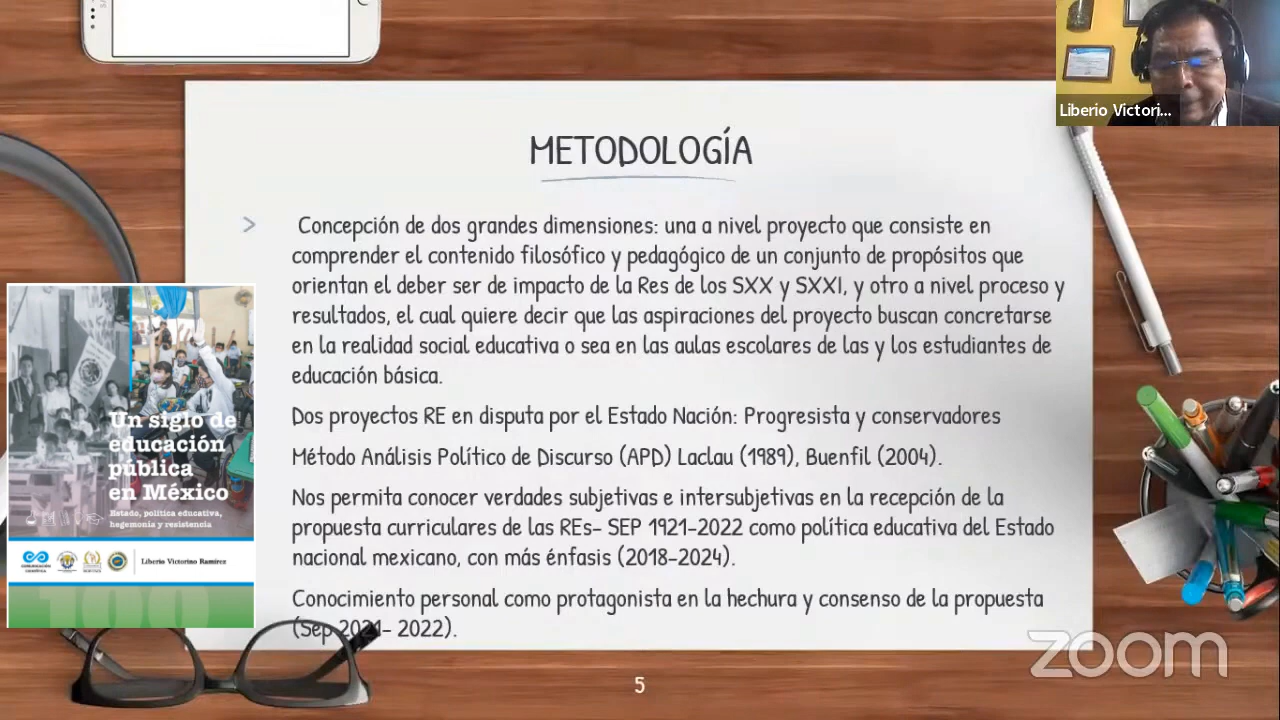 Liberio Victori...
METODOLOGÍA
> Concepción de dos grandes dimensiones: una a nivel proyecto que consiste en
comprender el contenido filosófico y pedagógico de un conjunto de propósitos que
orientan el deber ser de impacto de la Res de los SXX y SXXI, y otro a nivel proceso y
resultados, el cual quiere decir que las aspiraciones del proyecto buscan concretarse
en la realidad social educativa o sea en las aulas escolares de las y los estudiantes de
educación básica.
Dos proyectos RE en disputa por el Estado Nación: Progresista y conservadores
Método Análisis Político de Discurso (APD) Laclau (1989), Buenfil (2004).
Nos permita conocer verdades subjetivas e intersubjetivas en la recepción de la
propuesta curriculares de las REs- SEP 1921-2022 como política educativa del Estado
nacional mexicano, con más énfasis (2018-2024).
Conocimiento personal como protagonista en la hechura y consenso de la propuesta
(Sep 2021- 2022).
Un siglo de
educación
pública
en México
Estado, política educativa,
hegemonía y resistencia
COMUNICACIÓN
CIENTÍFICA
Liberio Victorino Ramírez
100
zoom
5